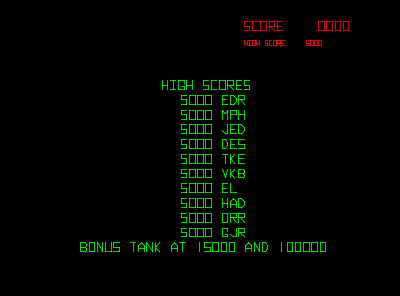 SCORE 0000
HIGH SCORE 5000
HIGH SCORES
5000 EDR
5000 MPH
5000 JED
5000 DES
5000 TKE
5000 VKB
5000 EL
5000 HAD
5000 ORR
5000 GJR
BONUS TANK AT 15000 AND 100000